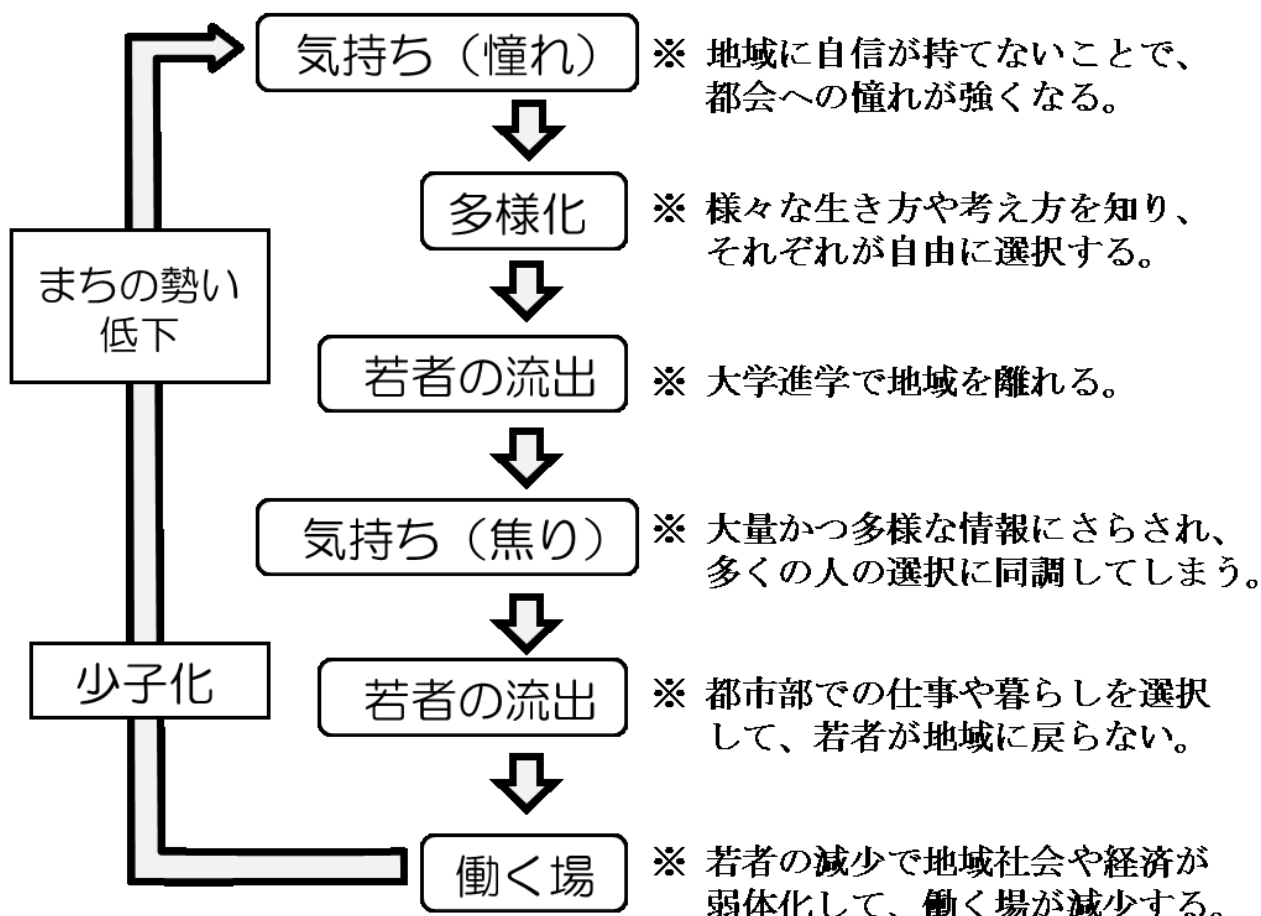 気持ち（憧れ）
※ 地域に自信が持てないことで、
都会への憧れが強くなる。
多様化
※ 様々な生き方や考え方を知り、
それぞれが自由に選択する。
まちの勢い
低下
若者の流出
※ 大学進学で地域を離れる。
気持ち（焦り）
※ 大量かつ多様な情報にさらされ、
多くの人の選択に同調してしまう。
少子化
若者の流出
※ 都市部での仕事や暮らしを選択
して、若者が地域に戻らない。
働く場
※ 若者の減少で地域社会や経済が
弱体化して、働く場が減少する。